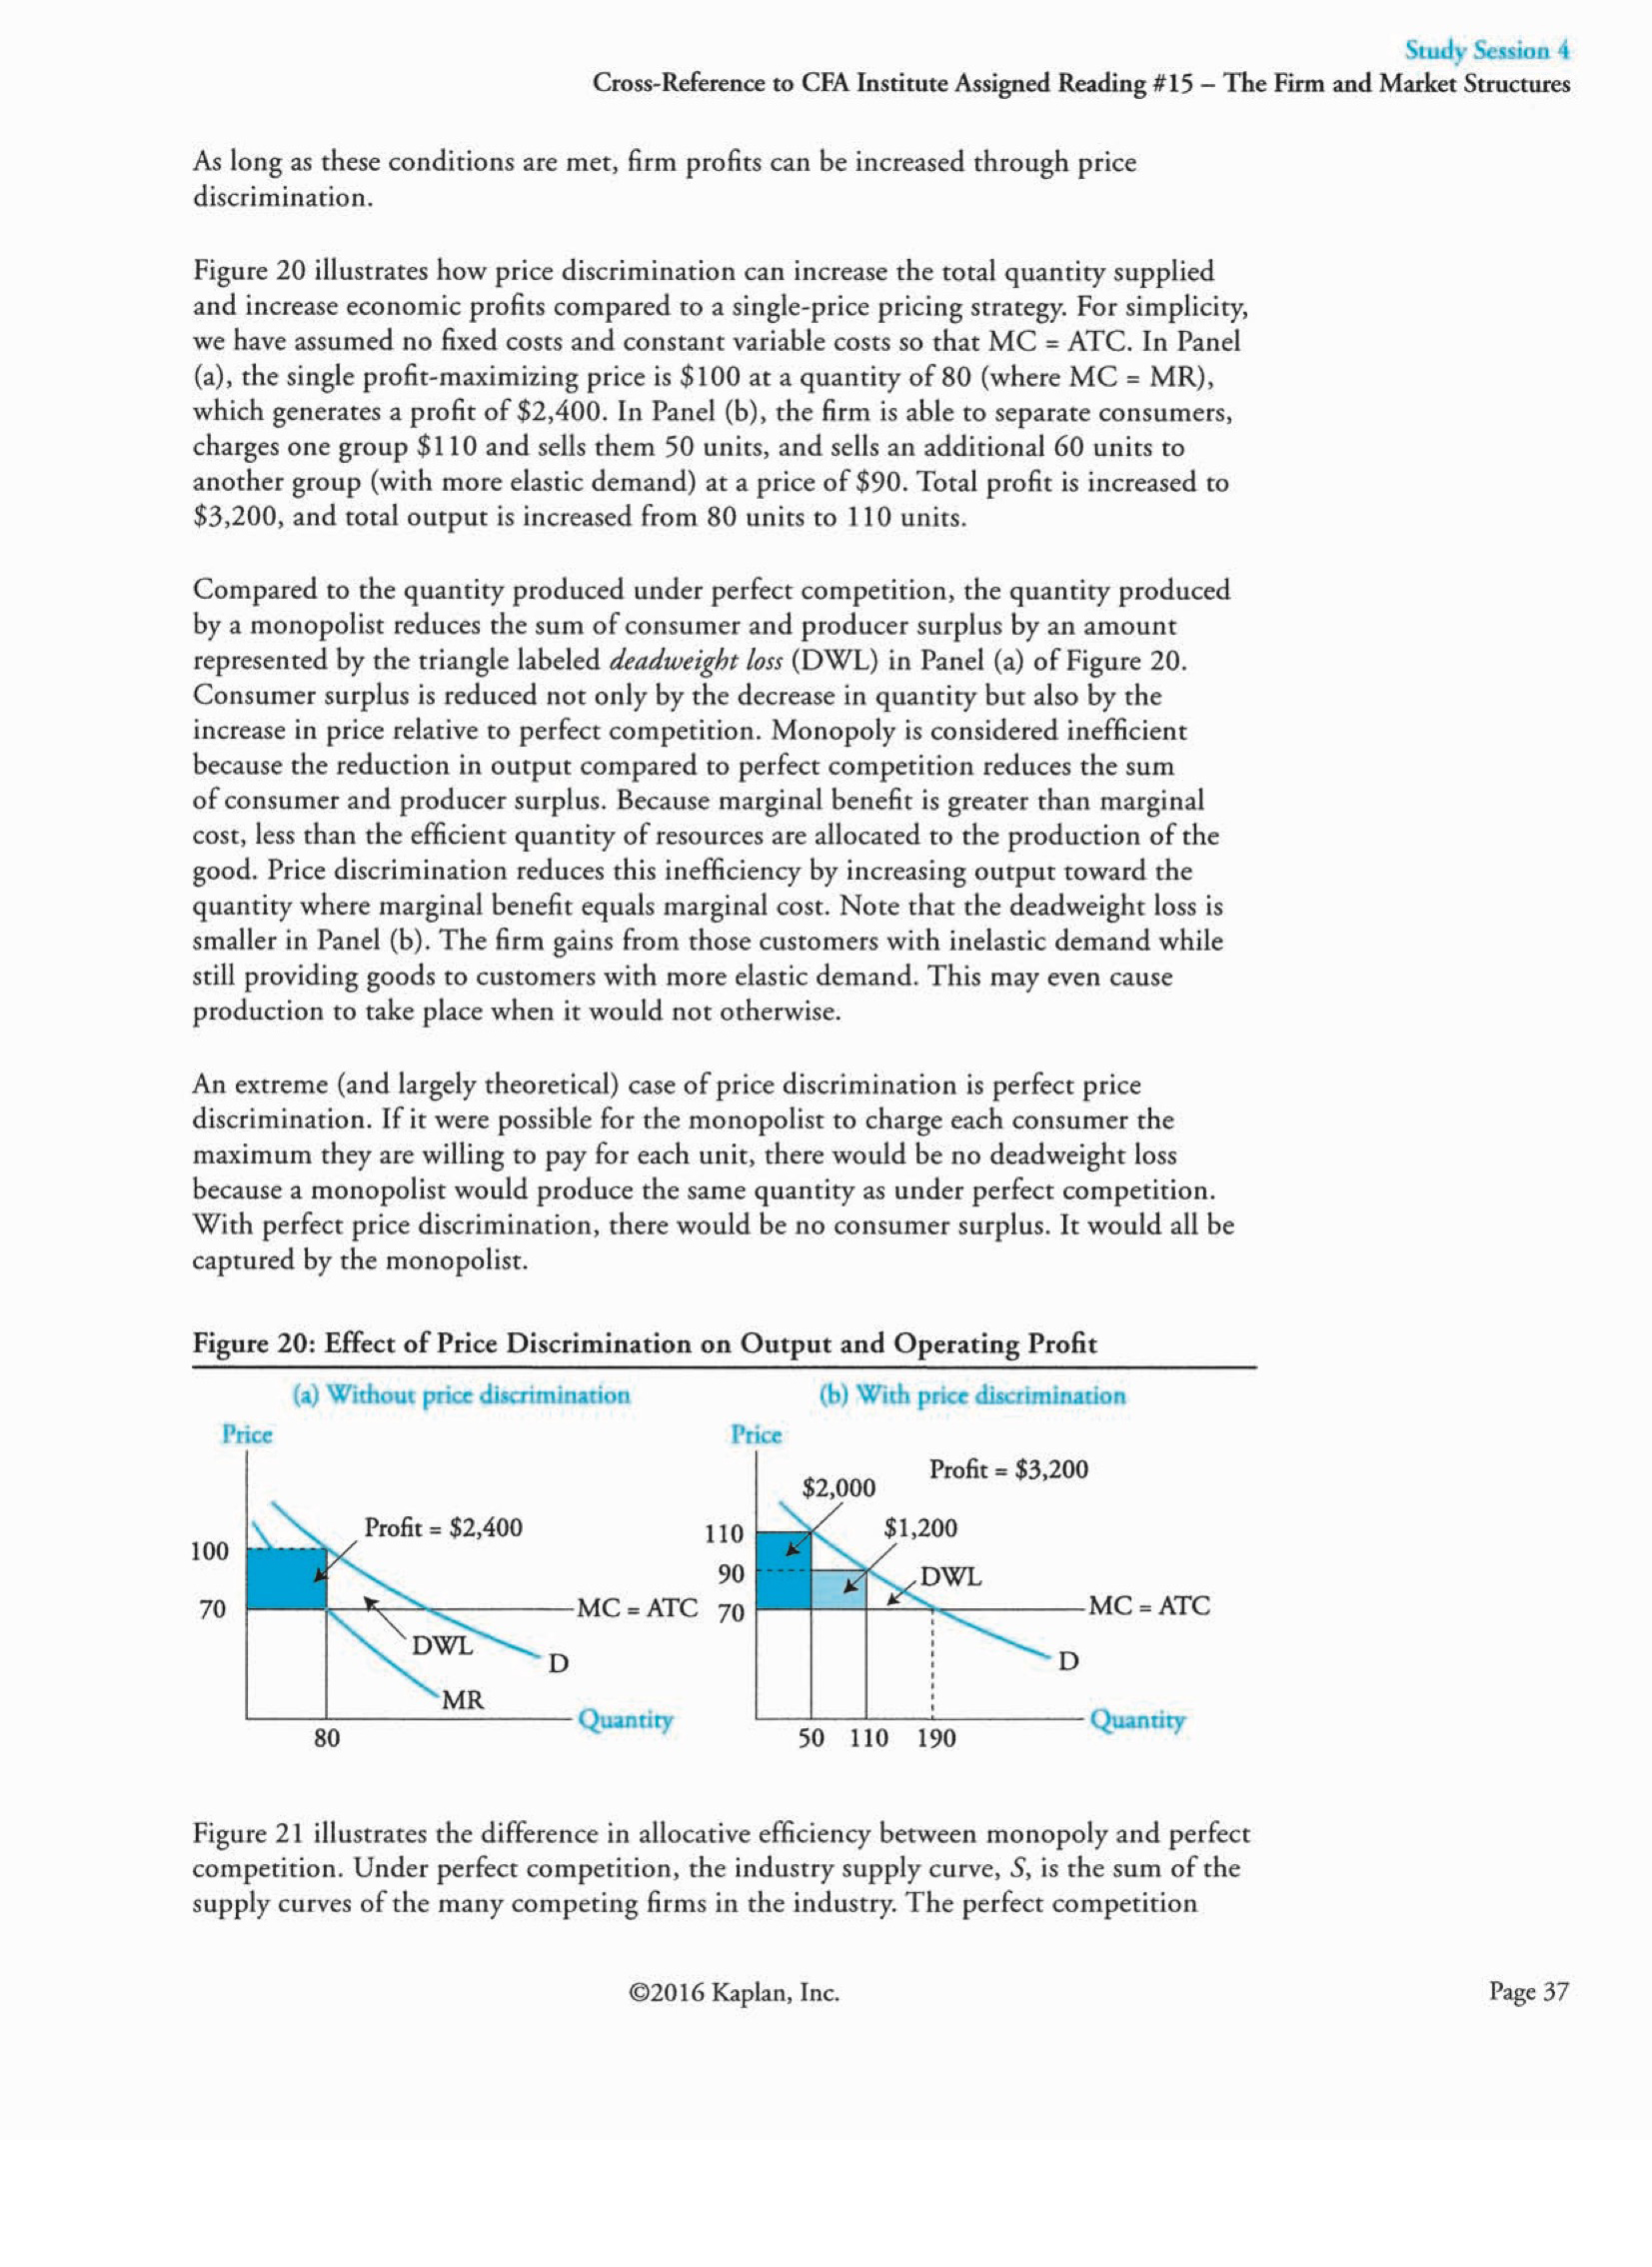 Study Session 4
Cross-Reference to CFA Institute Assigned Reading #15 – The Firm and Market Structures
As long as these conditions are met, firm profits can be increased through price
discrimination.
Figure 20 illustrates how price discrimination can increase the total quantity supplied
and increase economic profits compared to a single-price pricing strategy. For simplicity,
we have assumed no fixed costs and constant variable costs so that MC = ATC. In Panel
(a), the single profit-maximizing price is $100 at a quantity of 80 (where MC = MR),
which generates a profit of $2,400. In Panel (b), the firm is able to separate consumers,
charges one group $110 and sells them 50 units, and sells an additional 60 units to
another group (with more elastic demand) at a price of $90. Total profit is increased to
$3,200, and total output is increased from 80 units to 110 units.
Compared to the quantity produced under perfect competition, the quantity produced
by a monopolist reduces the sum of consumer and producer surplus by an amount
represented by the triangle labeled deadweight loss (DWL) in Panel (a) of Figure 20.
Consumer surplus is reduced not only by the decrease in quantity but also by the
increase in price relative to perfect competition. Monopoly is considered inefficient
because the reduction in output compared to perfect competition reduces the sum
of consumer and producer surplus. Because marginal benefit is greater than marginal
cost, less than the efficient quantity of resources are allocated to the production of the
good. Price discrimination reduces this inefficiency by increasing output toward the
quantity where marginal benefit equals marginal cost. Note that the deadweight loss is
smaller in Panel (b). The firm gains from those customers with inelastic demand while
still providing goods to customers with more elastic demand. This may even cause
production to take place when it would not otherwise.
An extreme (and largely theoretical) case of price discrimination is perfect price
discrimination. If it were possible for the monopolist to charge each consumer the
maximum they are willing to pay for each unit, there would be no deadweight loss
because a monopolist would produce the same quantity as under perfect competition.
With perfect price discrimination, there would be no consumer surplus. It would all be
captured by the monopolist.
Figure 20: Effect of Price Discrimination on Output and Operating Profit
(a) Without price discrimination
Price
Profit = $2,400
100
70
MC = ATC
DWL
D
MR
Quantity
80
(b) With price discrimination
Price
Profit = $3,200
$2,000
110
$1,200
90
DWL
70
MC = ATC
D
Quantity
50 110 190
Figure 21 illustrates the difference in allocative efficiency between monopoly and perfect
competition. Under perfect competition, the industry supply curve, S, is the sum of the
supply curves of the many competing firms in the industry. The perfect competition
©2016 Kaplan, Inc.
Page 37